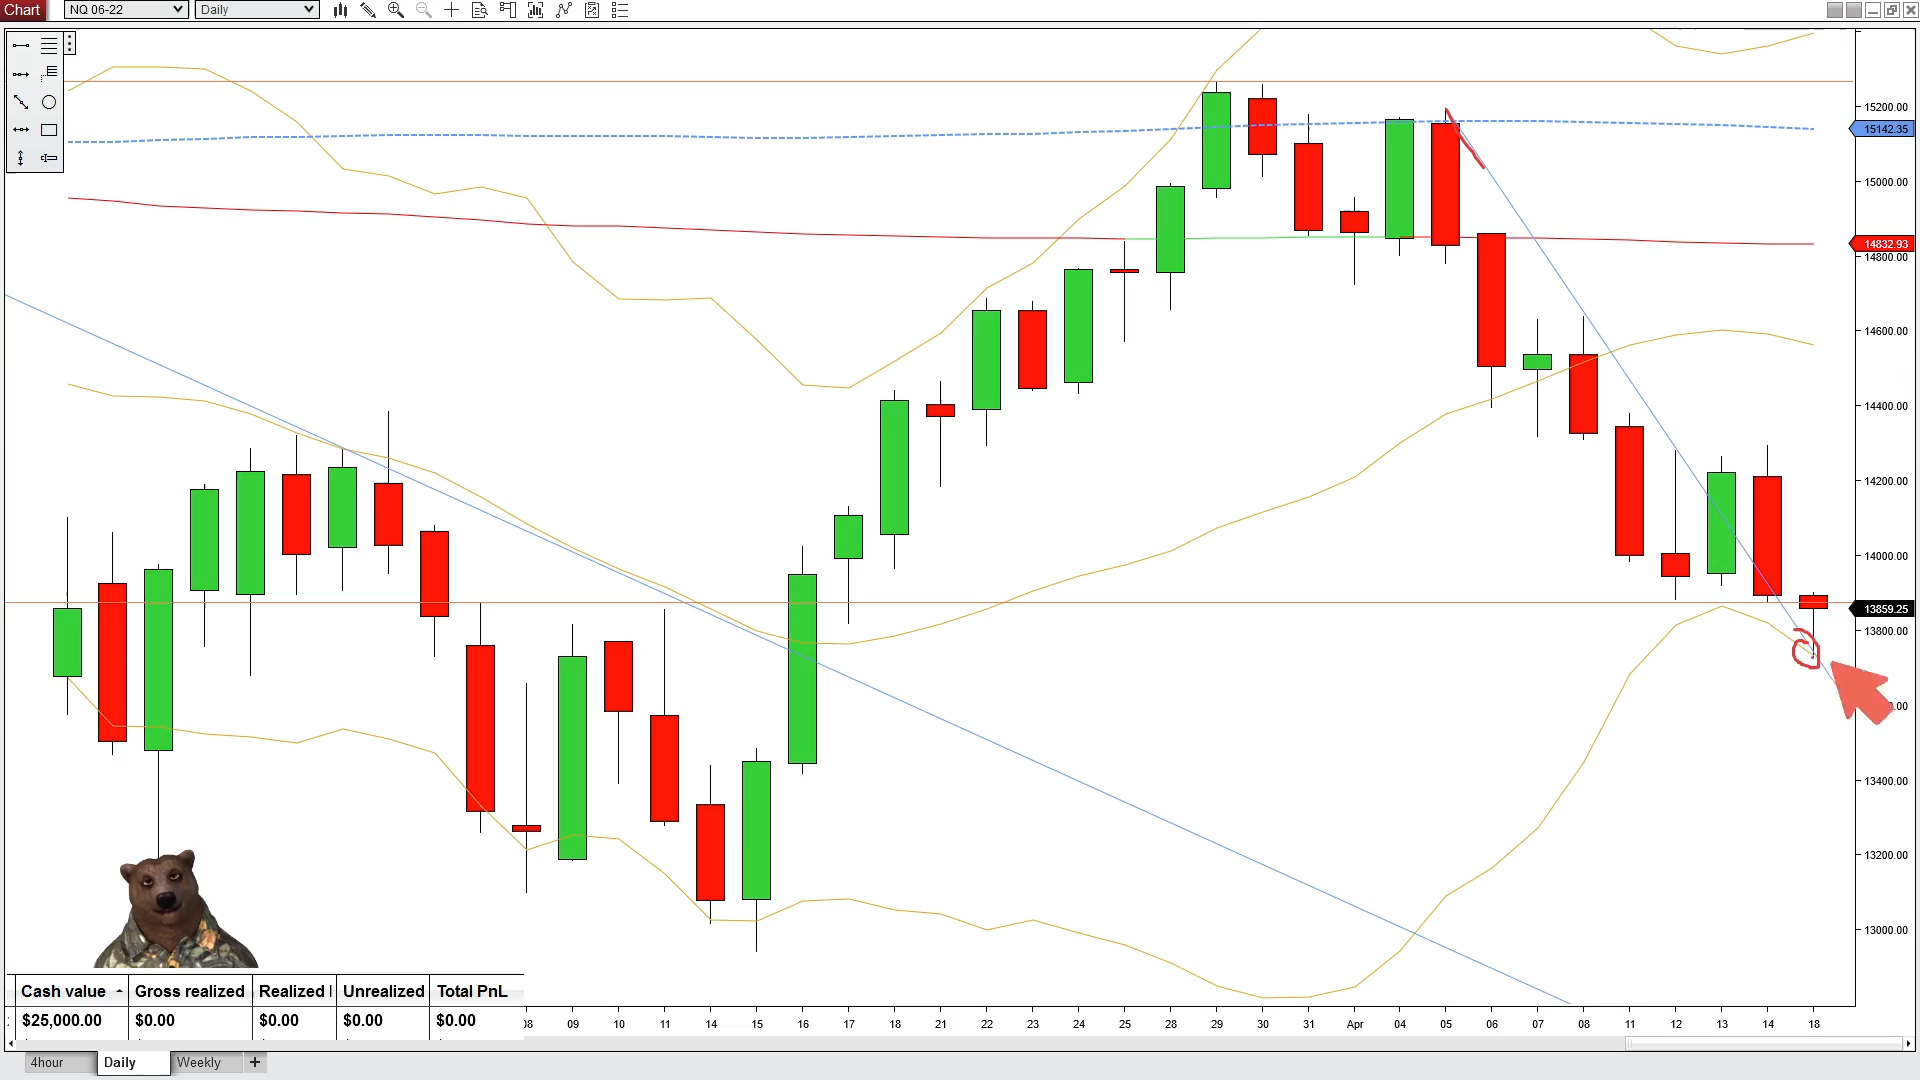 Chart NQ 06-22 Daily
15200.00
15142.35
15000.00
14832.93
14800.00
14600.00
14400.00
14200.00
14000.00
13859.25
13800.00
13400.00
13200.00
13000.00
Cash value Gross realized Realized Unrealized Total PnL
$25,000.00 $0.00 $0.00 $0.00 $0.00
09 10 11 14 15 16 17 18 21 22 23 24 25 28 29 30 31 Apr 04 05 06 07 08 11 12 13 14 18
4hour Daily Weekly +